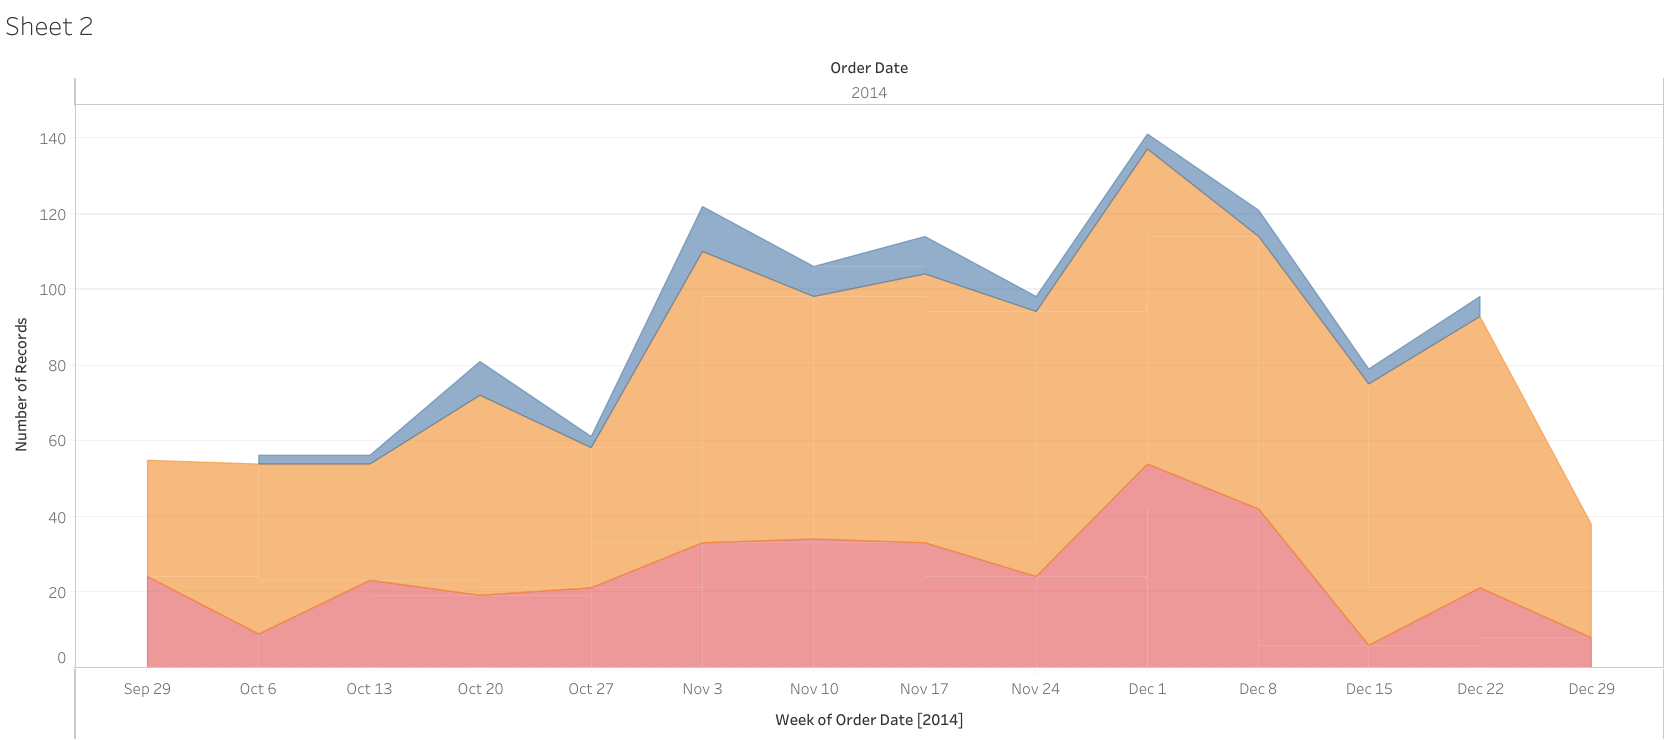 Sheet 2
Order Date
2014
Number of Records
140
120
100
80
60
40
20
0
Sep 29 Oct 6 Oct 13 Oct 20 Oct 27 Nov 3 Nov 10 Nov 17 Nov 24 Dec 1 Dec 8 Dec 15 Dec 22 Dec 29
Week of Order Date [2014]